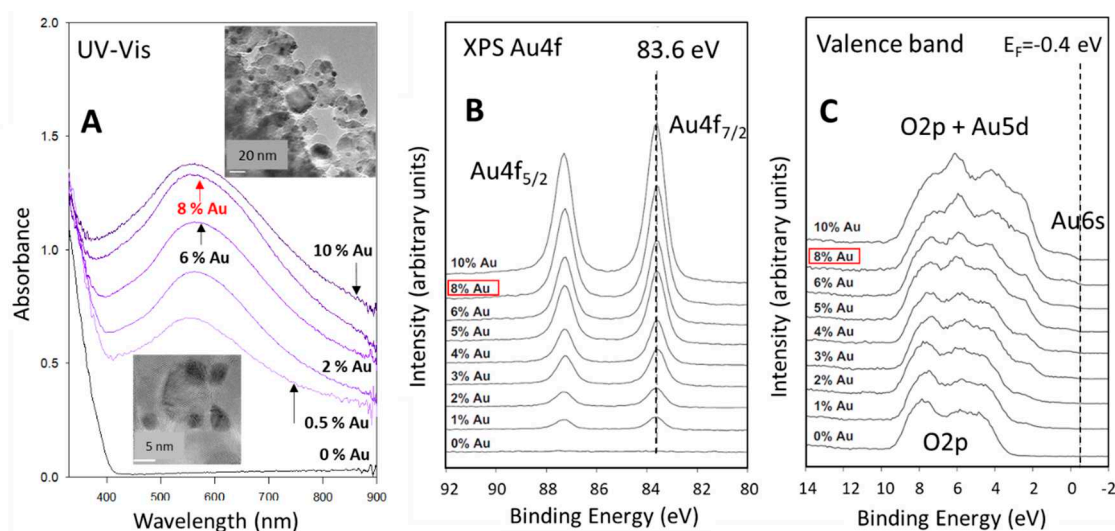 UV-Vis
A
2.0
1.5
1.0
0.5
0.0
Absorbance
20 nm
8 % Au
6 % Au
10 % Au
2 % Au
0.5 % Au
0 % Au
5 nm
400 500 600 700 800 900
Wavelength (nm)
XPS Au4f
83.6 eV
B
Au4f7/2
Au4f5/2
Intensity (arbitrary units)
10% Au
8% Au
6% Au
5% Au
4% Au
3% Au
2% Au
1% Au
0% Au
92 90 88 86 84 82 80
Binding Energy (eV)
Valence band
EF=-0.4 eV
C
O2p + Au5d
Au6s
Intensity (arbitrary units)
10% Au
8% Au
6% Au
5% Au
4% Au
3% Au
2% Au
1% Au
0% Au
O2p
14 12 10 8 6 4 2 0 -2
Binding Energy (eV)